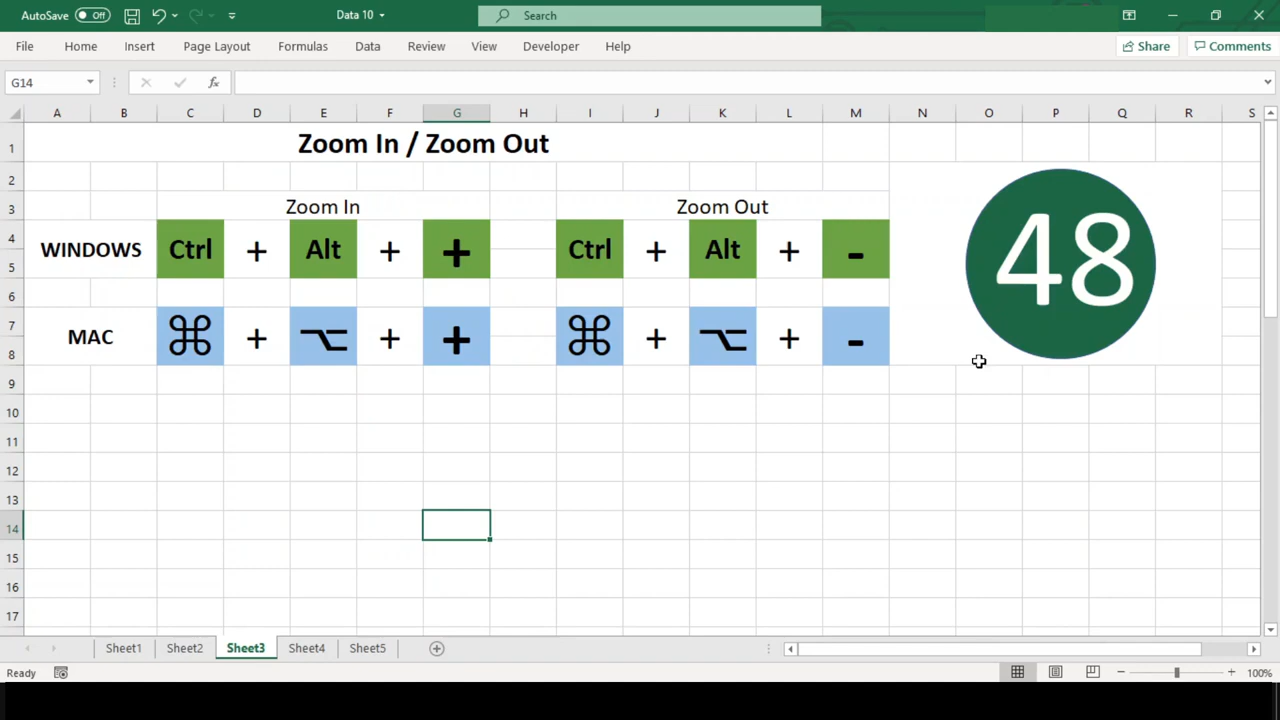 AutoSave Off Data 10 Search
File Home Insert Page Layout Formulas Data Review View Developer Help Share Comments
G14 fx
A B C D E F G H I J K L M N O P Q R S
1 Zoom In / Zoom Out
2
3 Zoom In Zoom Out
4
WINDOWS Ctrl + Alt + + Ctrl + Alt + - 48
5
6
7
MAC ⌘ + ⌥ + + ⌘ + ⌥ + -
8
9
10
11
12
13
14
15
16
17
Sheet1 Sheet2 Sheet3 Sheet4 Sheet5
Ready 100%